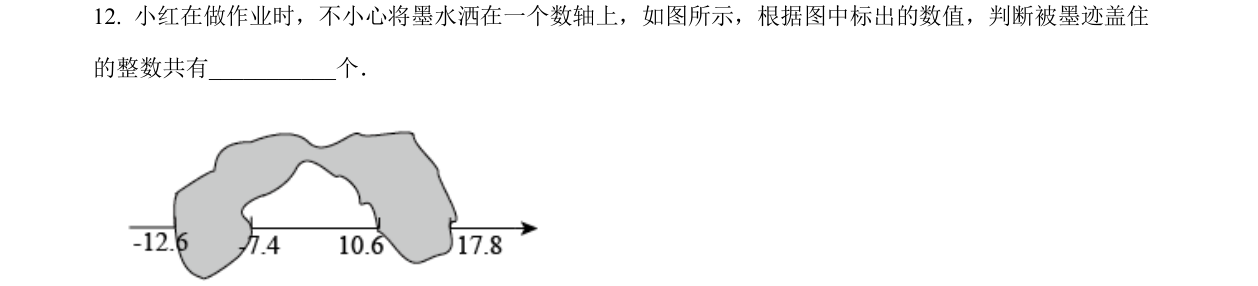 12. 小红在做作业时，不小心将墨水洒在一个数轴上，如图所示，根据图中标出的数值，判断被墨迹盖住
的整数共有___________个．
-12.6 -7.4 10.6 17.8